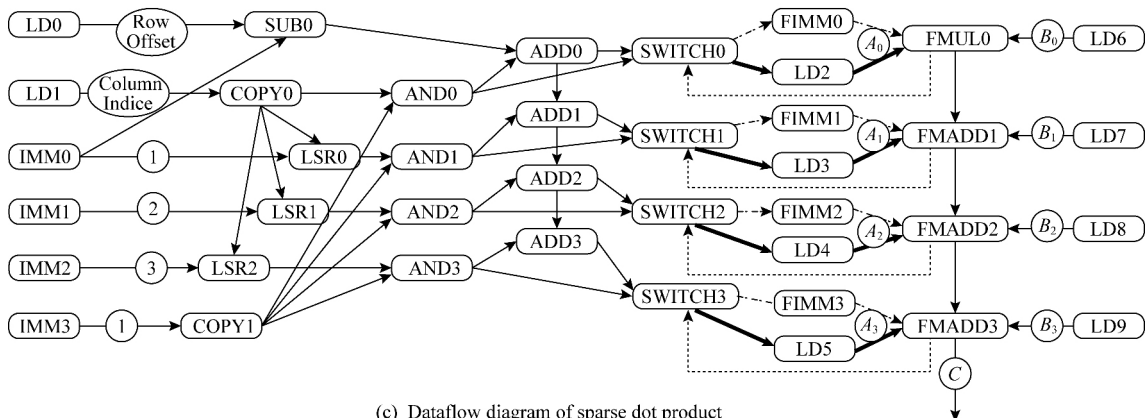 LD0
Row
Offset
SUB0
ADD0
SWITCH0
FIMM0
A0
FMUL0
B0
LD6
LD2
LD1
Column
Indice
COPY0
AND0
ADD1
SWITCH1
FIMM1
A1
FMADD1
B1
LD7
LD3
IMM0
1
LSR0
AND1
IMM1
2
LSR1
AND2
ADD2
SWITCH2
FIMM2
A2
FMADD2
B2
LD8
LD4
IMM2
3
LSR2
AND3
ADD3
SWITCH3
FIMM3
A3
FMADD3
B3
LD9
LD5
IMM3
1
COPY1
C
(c) Dataflow diagram of sparse dot product